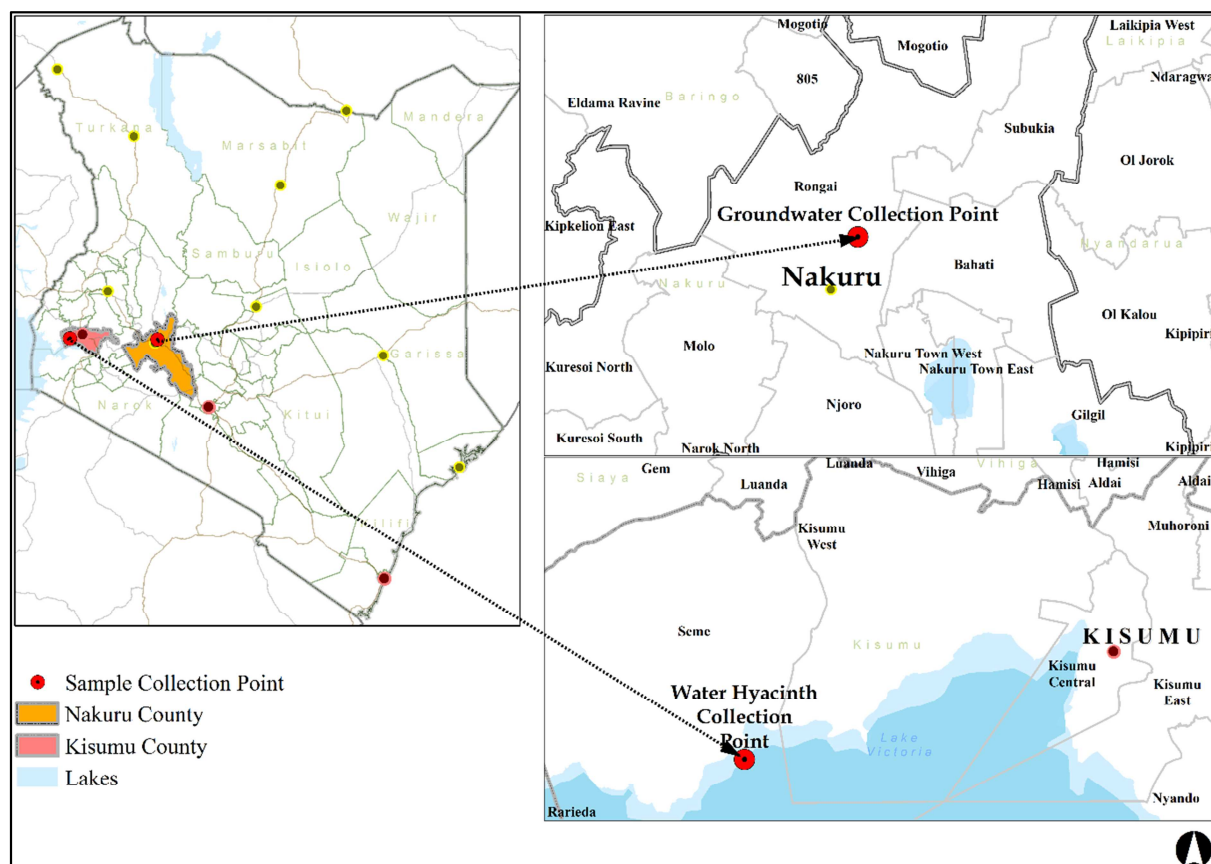 Turkana
Marsabit
Mandera
Wajir
Samburu
Isiolo
Garissa
Narok
Kitui
Sample Collection Point
Nakuru County
Kisumu County
Lakes
Mogotio
Mogotio
Laikipia West
Laikipia
805
Ndaragwa
Baringo
Eldama Ravine
Subukia
Ol Jorok
Rongai
Groundwater Collection Point
Kipkelion East
Nyandarua
Nakuru
Nakuru
Bahati
Ol Kalou
Kipipiri
Molo
Nakuru Town West
Nakuru Town East
Kuresoi North
Njoro
Gilgil
Kuresoi South
Narok North
Kipipiri
Siaya
Gem
Luanda
Luanda
Vihiga
Vihiga
Hamisi
Hamisi
Aldai
Aldai
Muhoroni
Kisumu
West
Seme
Kisumu
KISUMU
Kisumu
Central
Kisumu
East
Water Hyacinth
Collection
Point
Lake
Victoria
Rarieda
Nyando